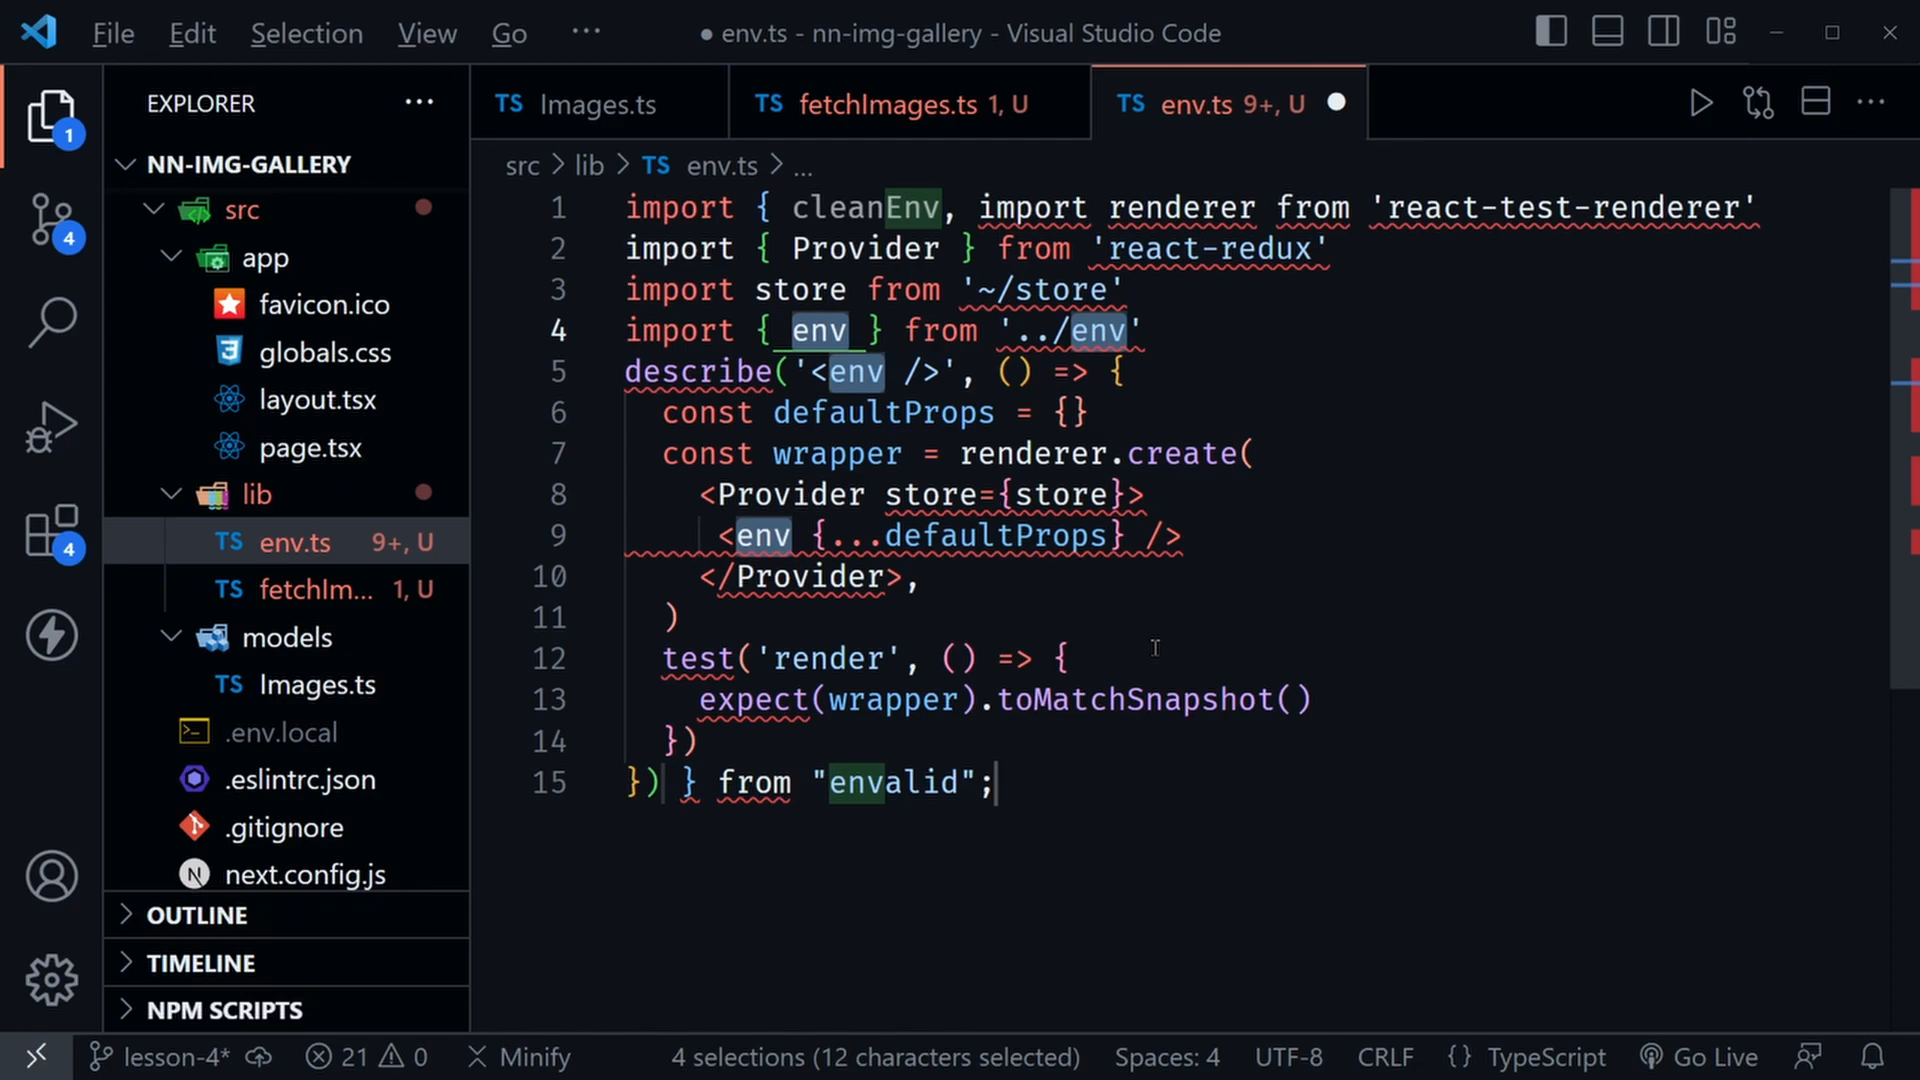 File Edit Selection View Go ··· ● env.ts - nn-img-gallery - Visual Studio Code
EXPLORER ···
TS Images.ts
TS fetchImages.ts 1, U
TS env.ts 9+, U
NN-IMG-GALLERY
src
app
favicon.ico
globals.css
layout.tsx
page.tsx
lib
TS env.ts 9+, U
TS fetchIm... 1, U
models
TS Images.ts
.env.local
.eslintrc.json
.gitignore
N next.config.js
OUTLINE
TIMELINE
NPM SCRIPTS
1
4
4
src > lib > TS env.ts > ...
1 import { cleanEnv, import renderer from 'react-test-renderer'
2 import { Provider } from 'react-redux'
3 import store from '~/store'
4 import { env } from '../env'
5 describe('<env />', () => {
6 const defaultProps = {}
7 const wrapper = renderer.create(
8 <Provider store={store}>
9 <env {...defaultProps} />
10 </Provider>,
11 )
12 test('render', () => {
13 expect(wrapper).toMatchSnapshot()
14 })
15 }) } from "envalid";
lesson-4* 21 0 Minify 4 selections (12 characters selected) Spaces: 4 UTF-8 CRLF {} TypeScript Go Live